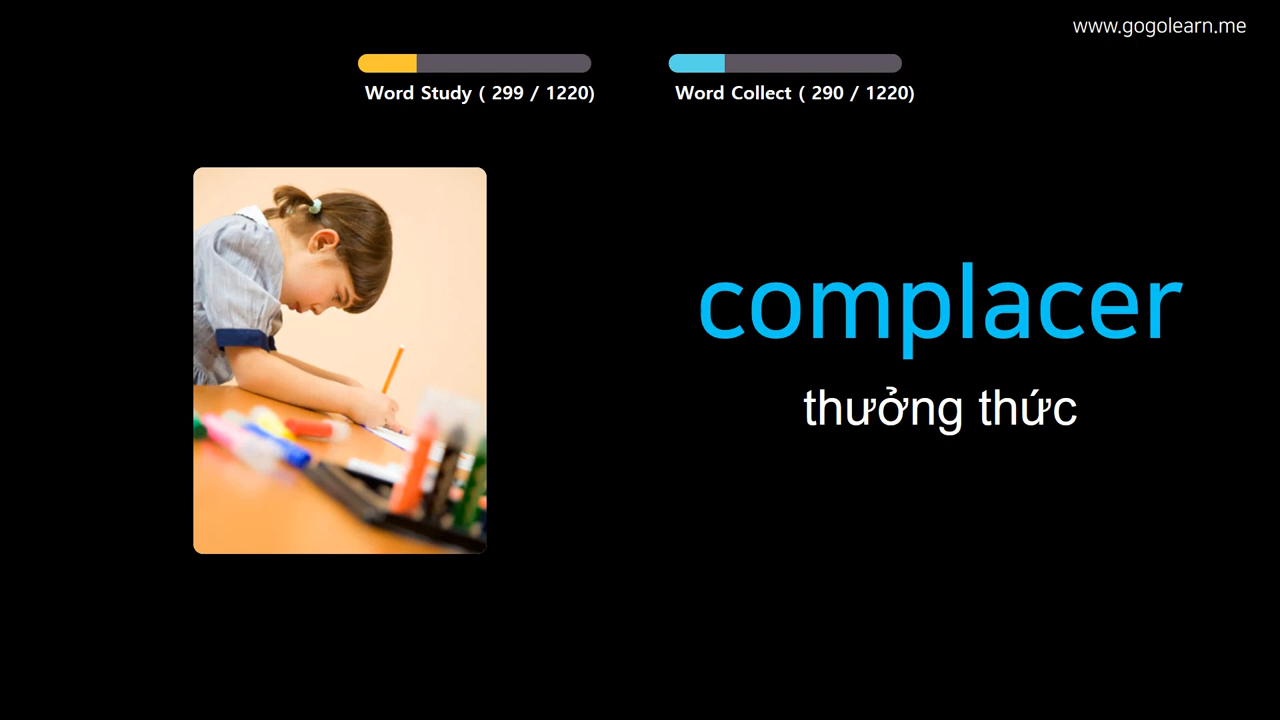 www.gogolearn.me
Word Study ( 299 / 1220)
Word Collect ( 290 / 1220)
complacer
thưởng thức